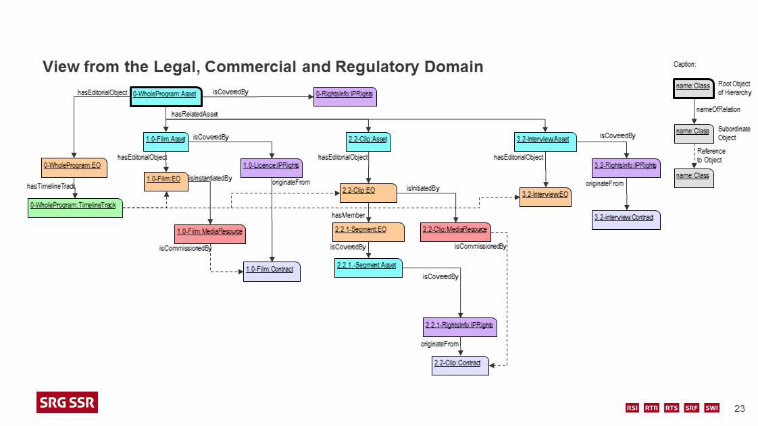 View from the Legal, Commercial and Regulatory Domain
Caption:
name:Class
Root Object
of Hierarchy
nameOfRelation
name:Class
Subordinate
Object
Reference
to Object
name:Class
hasEditorialObject
0-WholeProgram:Asset
isCoveredBy
0-RightsInfo:IPRights
hasRelatedAsset
1.0-Film:Asset
isCoveredBy
2.2-Clip:Asset
3.2-Interview:Asset
isCoveredBy
hasEditorialObject
hasEditorialObject
hasEditorialObject
0-WholeProgram:EO
1.0-Film:EO
isInstantiatedBy
1.0-Licence:IPRights
originateFrom
3.2-RightsInfo:IPRights
originateFrom
hasTimelineTrack
2.2-Clip:EO
isInitiatedBy
3.2-Interview:EO
0-WholeProgram:TimelineTrack
hasMember
3.2-interview:Contract
1.0-Film:MediaResource
2.2.1-Segment:EO
2.2-Clip:MediaResource
isCommissionedBy
isCoveredBy
isCommissionedBy
1.0-Film:Contract
2.2.1.-Segment:Asset
isCoveredBy
2.2.1-RightsInfo:IPRights
originateFrom
2.2-Clip:Contract
SRG SSR
RSI RTR RTS SRF SWI
23